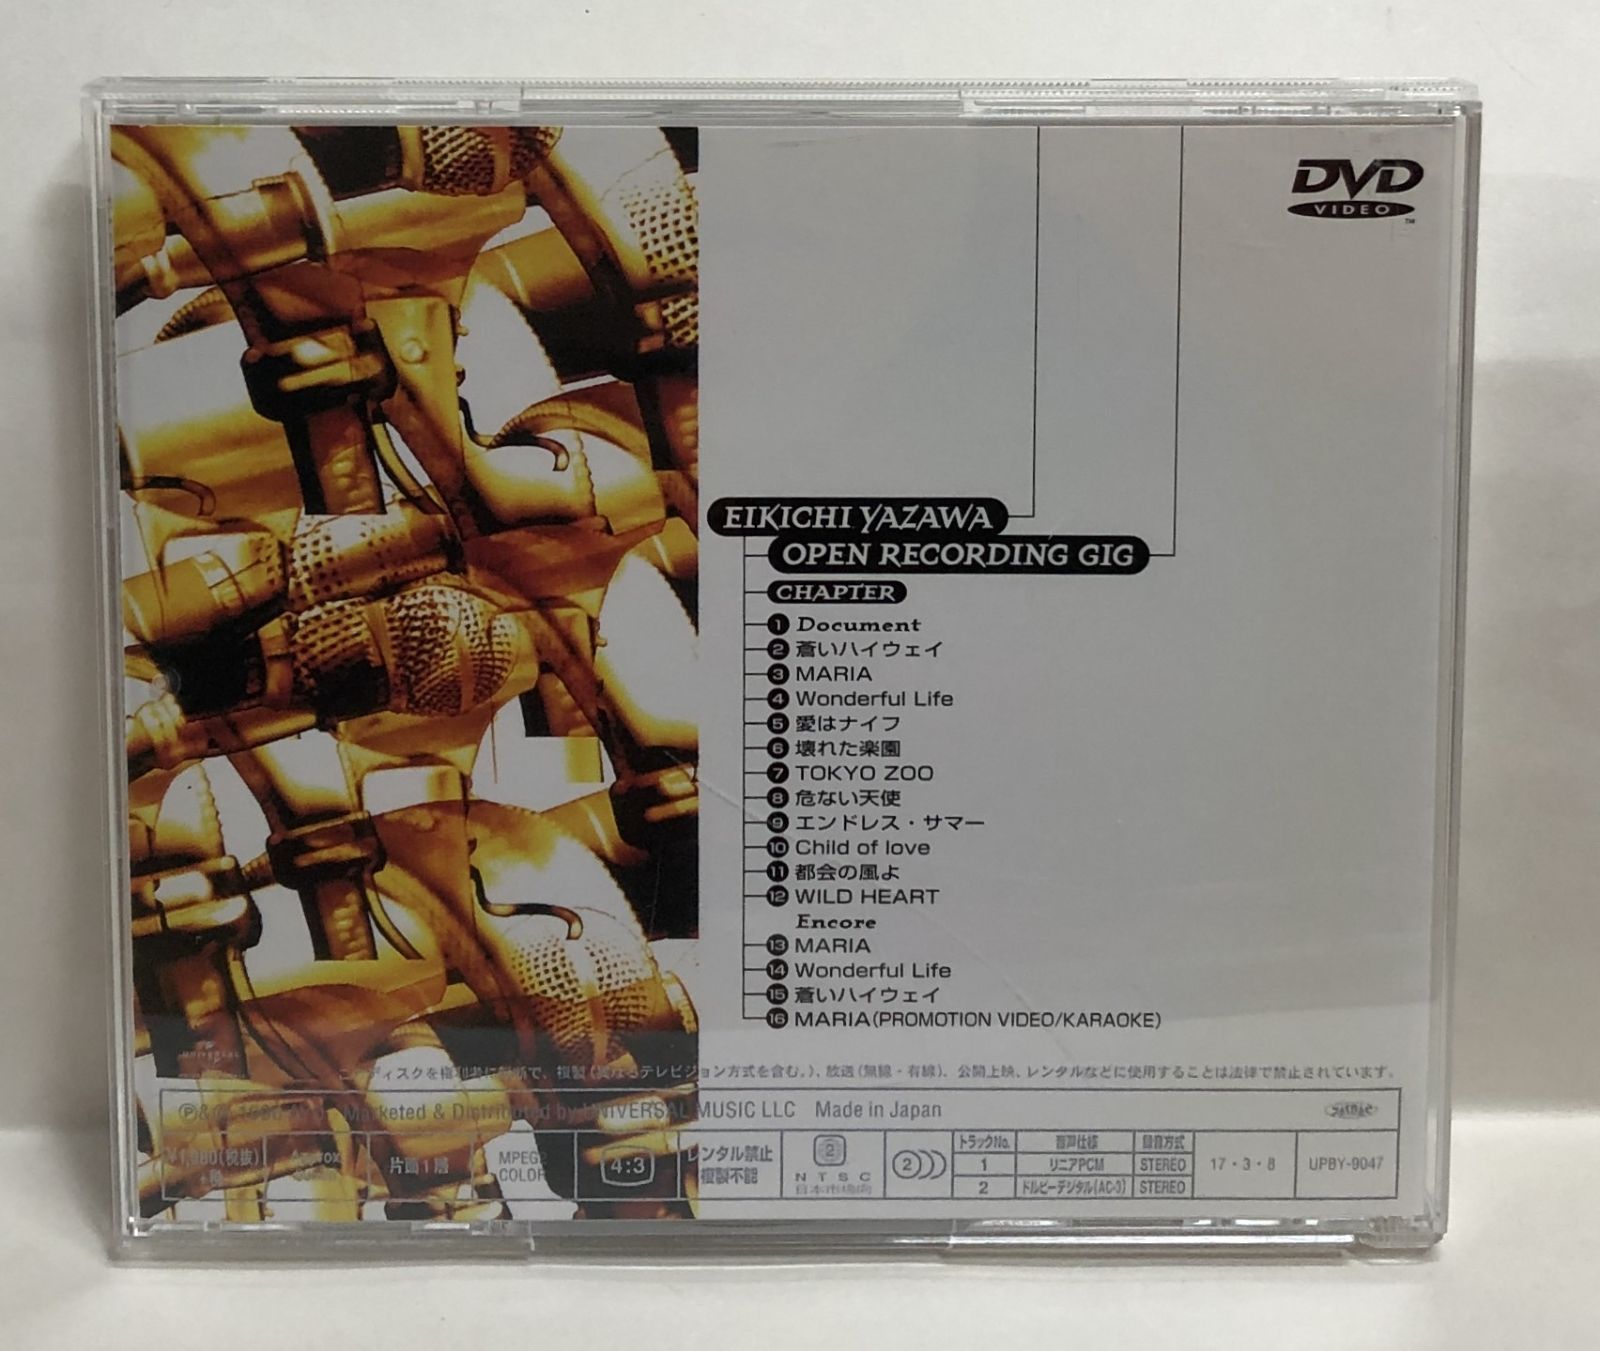 DVD
VIDEO
EIKICHI YAZAWA
OPEN RECORDING GIG
CHAPTER
1 Document
2 蒼いハイウェイ
3 MARIA
4 Wonderful Life
5 愛はナイフ
6 壊れた楽園
7 TOKYO ZOO
8 危ない天使
9 エンドレス・サマー
10 Child of love
11 都会の風よ
12 WILD HEART
Encore
13 MARIA
14 Wonderful Life
15 蒼いハイウェイ
16 MARIA(PROMOTION VIDEO/KARAOKE)
UNIVERSAL
このディスクを権利者に無断で、複製(異なるテレビジョン方式を含む。)、放送(無線・有線)、公開上映、レンタルなどに使用することは法律で禁止されています。
Marketed & Distributed by UNIVERSAL MUSIC LLC Made in Japan
(税抜)
片面1層
MPEG2
COLOR
4:3
レンタル禁止
複製不能
2
NTSC
日本市場向
2
トラックNo. 音声仕様 録音方式
1 リニアPCM STEREO
2 ドルビーデジタル(AC-3) STEREO
17・3・8
UPBY-9047